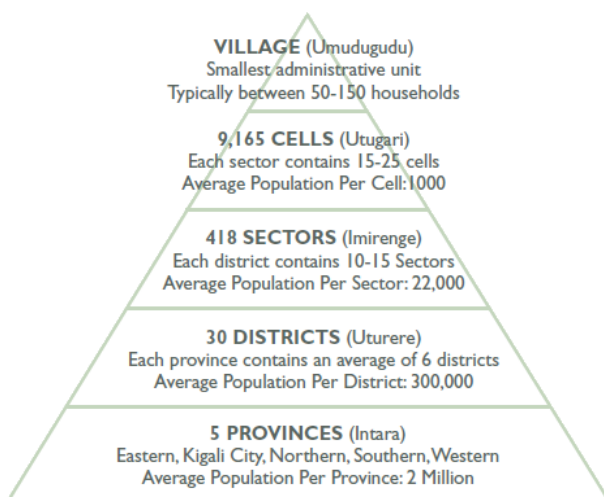 VILLAGE (Umudugudu)
Smallest administrative unit
Typically between 50-150 households
9,165 CELLS (Utugari)
Each sector contains 15-25 cells
Average Population Per Cell:1000
418 SECTORS (Imirenge)
Each district contains 10-15 Sectors
Average Population Per Sector: 22,000
30 DISTRICTS (Uturere)
Each province contains an average of 6 districts
Average Population Per District: 300,000
5 PROVINCES (Intara)
Eastern, Kigali City, Northern, Southern,Western
Average Population Per Province: 2 Million